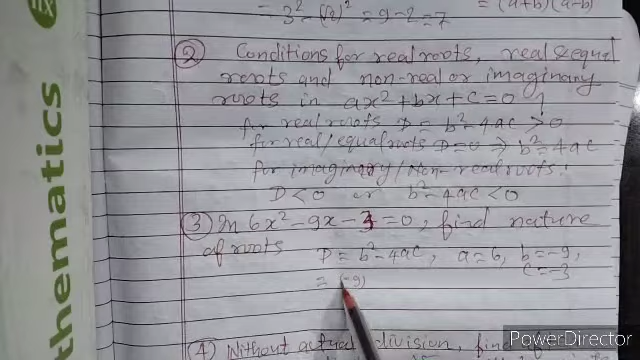 = 3² - (√2)² = 9 - 2 = 7
= (a+b)(a-b)
② Conditions for real roots, real & equal
roots and non-real or imaginary
roots in ax² + bx + c = 0 ?
for real roots D = b² - 4ac > 0
for real/equal roots D = 0 ⇒ b² = 4ac
for imaginary/Non-real roots.
D < 0 or b² - 4ac < 0
③ In 6x² - 9x - 3 = 0, find nature
of roots D = b² - 4ac, a = 6, b = -9,
c = -3
= (-9)
④ Without actual division, find
PowerDirector
thematics